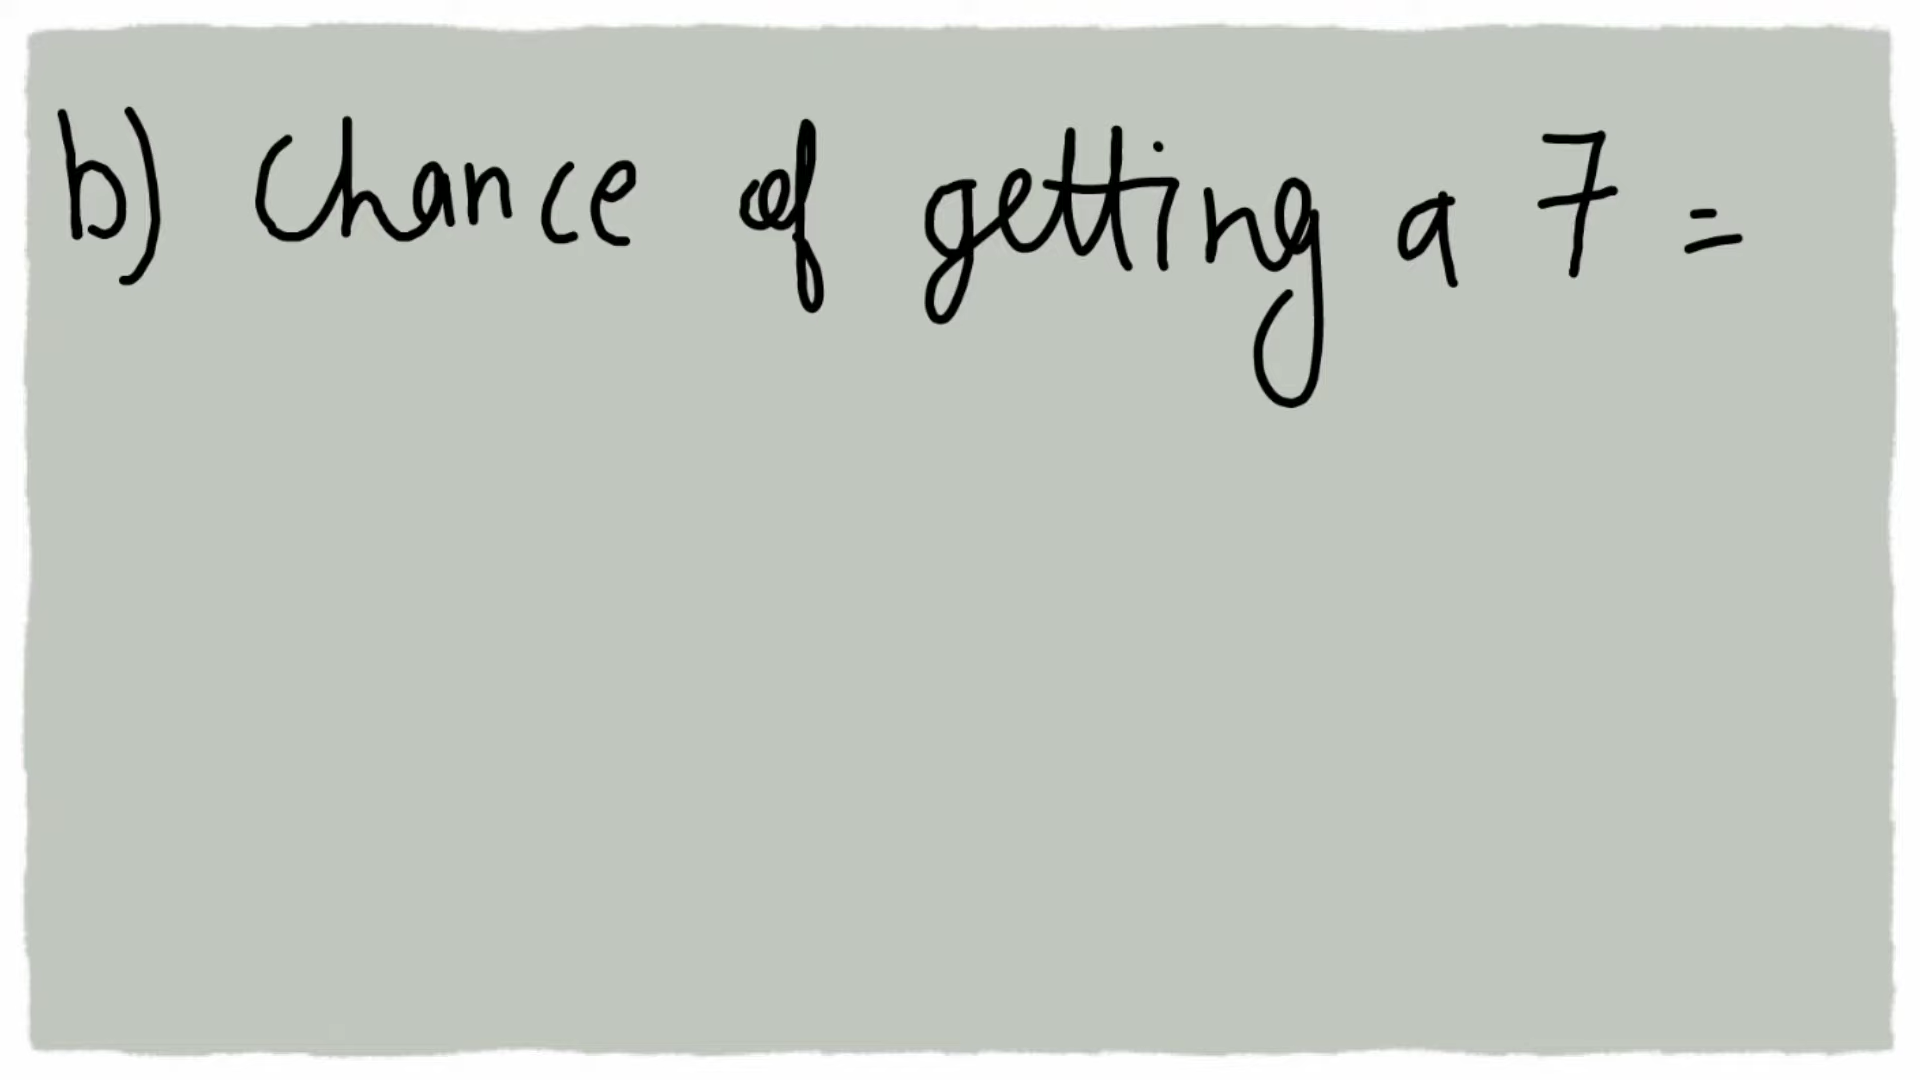 b) Chance of getting a 7 =